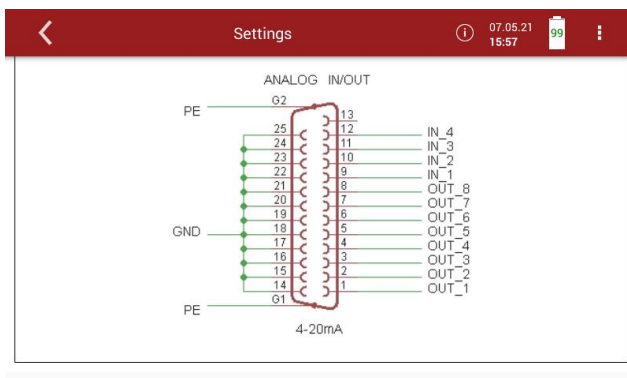 Settings
07.05.21
15:57
99
ANALOG IN/OUT
PE
G2
13
25
12
IN_4
24
11
IN_3
23
10
IN_2
22
9
IN_1
21
8
OUT_8
20
7
OUT_7
19
6
OUT_6
GND
18
5
OUT_5
17
4
OUT_4
16
3
OUT_3
15
2
OUT_2
14
1
OUT_1
PE
G1
4-20mA